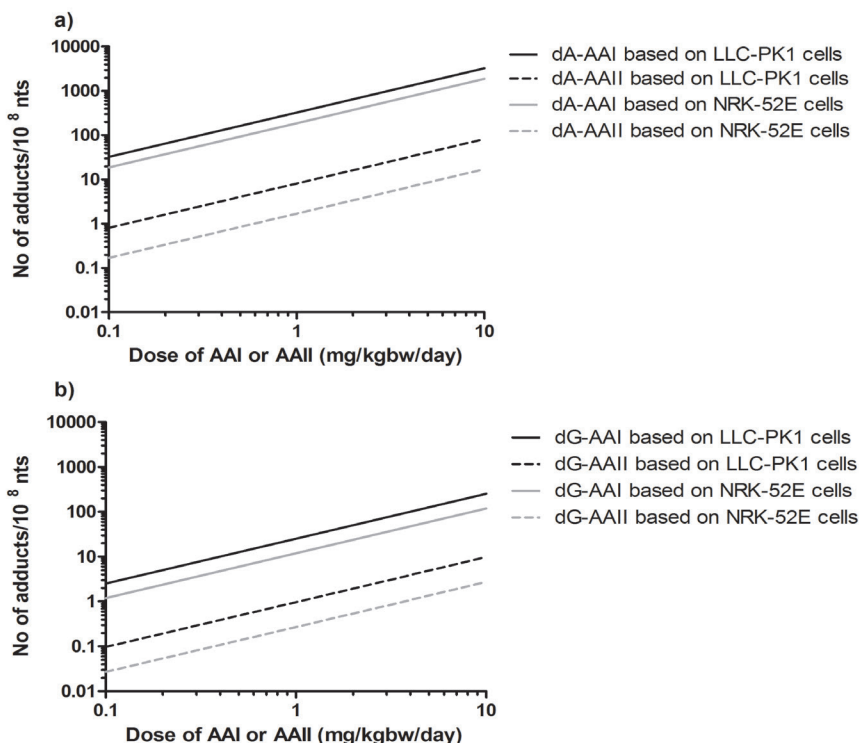 a)
10000
1000
100
10
1
0.1
0.01
No of adducts/10 8 nts
0.1 1 10
Dose of AAI or AAII (mg/kgbw/day)
dA-AAI based on LLC-PK1 cells
dA-AAII based on LLC-PK1 cells
dA-AAI based on NRK-52E cells
dA-AAII based on NRK-52E cells
b)
10000
1000
100
10
1
0.1
0.01
No of adducts/10 8 nts
0.1 1 10
Dose of AAI or AAII (mg/kgbw/day)
dG-AAI based on LLC-PK1 cells
dG-AAII based on LLC-PK1 cells
dG-AAI based on NRK-52E cells
dG-AAII based on NRK-52E cells